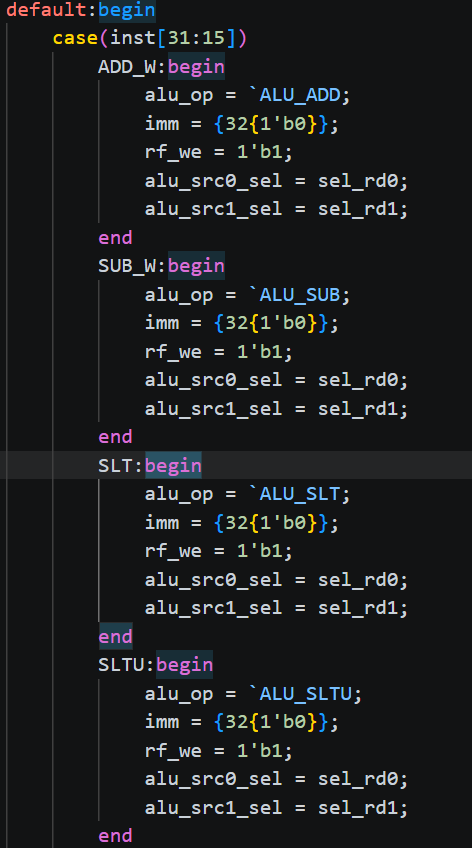 default:begin
case(inst[31:15])
ADD_W:begin
alu_op = `ALU_ADD;
imm = {32{1'b0}};
rf_we = 1'b1;
alu_src0_sel = sel_rd0;
alu_src1_sel = sel_rd1;
end
SUB_W:begin
alu_op = `ALU_SUB;
imm = {32{1'b0}};
rf_we = 1'b1;
alu_src0_sel = sel_rd0;
alu_src1_sel = sel_rd1;
end
SLT:begin
alu_op = `ALU_SLT;
imm = {32{1'b0}};
rf_we = 1'b1;
alu_src0_sel = sel_rd0;
alu_src1_sel = sel_rd1;
end
SLTU:begin
alu_op = `ALU_SLTU;
imm = {32{1'b0}};
rf_we = 1'b1;
alu_src0_sel = sel_rd0;
alu_src1_sel = sel_rd1;
end